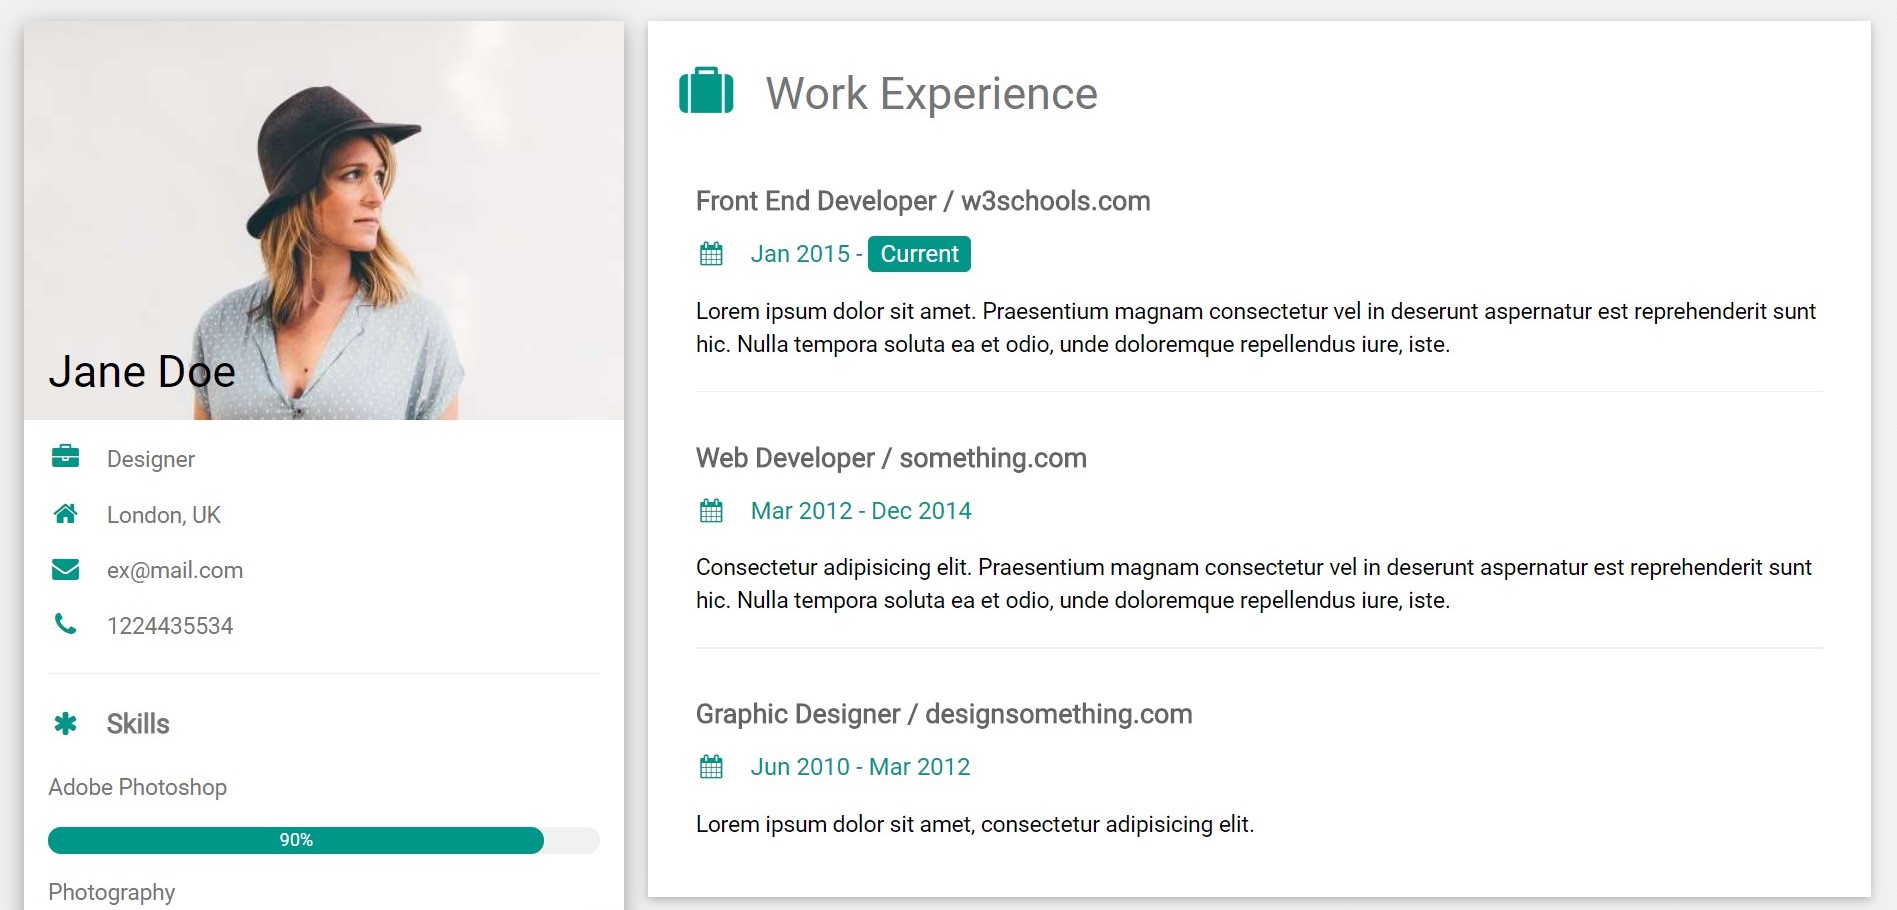 Jane Doe
Designer
London, UK
ex@mail.com
1224435534
Skills
Adobe Photoshop
90%
Photography
Work Experience
Front End Developer / w3schools.com
Jan 2015 - Current
Lorem ipsum dolor sit amet. Praesentium magnam consectetur vel in deserunt aspernatur est reprehenderit sunt
hic. Nulla tempora soluta ea et odio, unde doloremque repellendus iure, iste.
Web Developer / something.com
Mar 2012 - Dec 2014
Consectetur adipisicing elit. Praesentium magnam consectetur vel in deserunt aspernatur est reprehenderit sunt
hic. Nulla tempora soluta ea et odio, unde doloremque repellendus iure, iste.
Graphic Designer / designsomething.com
Jun 2010 - Mar 2012
Lorem ipsum dolor sit amet, consectetur adipisicing elit.